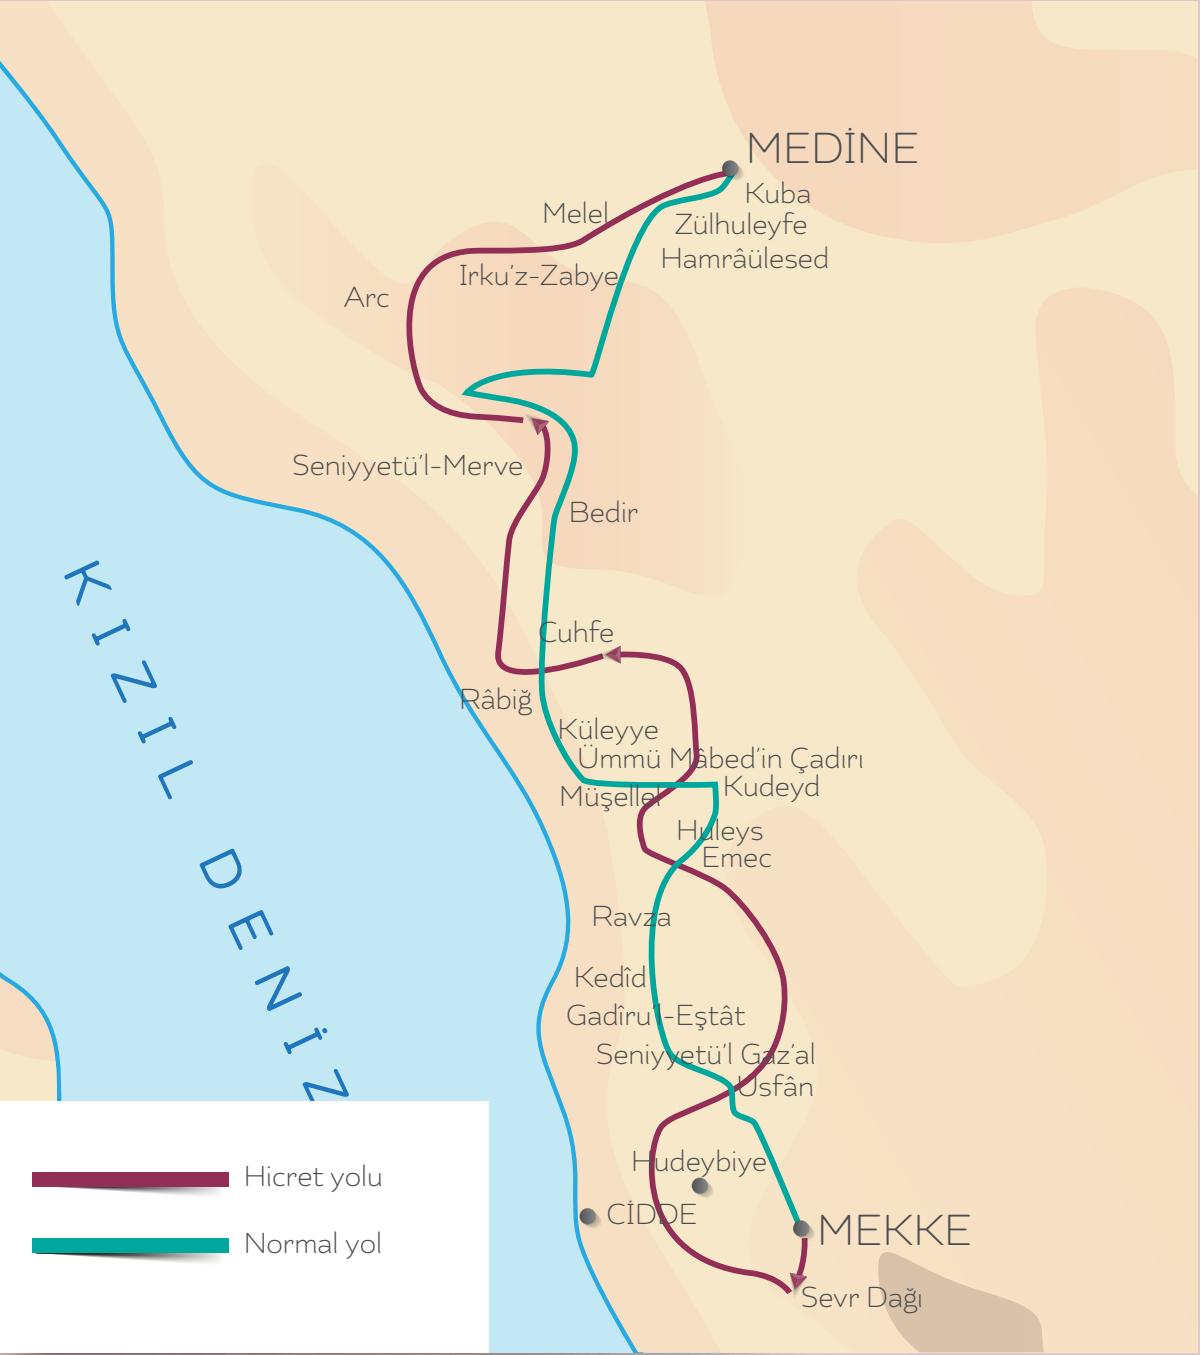 MEDİNE
Kuba
Melel
Zülhuleyfe
Hamrâülesed
Irku'z-Zabye
Arc
Seniyyetü'l-Merve
Bedir
KIZIL DENİZ
Cuhfe
Râbiğ
Küleyye
Ümmü Mâbed'in Çadırı
Kudeyd
Müşellel
Huleys
Emec
Ravza
Kedîd
Gadîru'l-Eştât
Seniyyetü'l Gaz'al
Usfân
Hudeybiye
Hicret yolu
CİDDE
MEKKE
Normal yol
Sevr Dağı